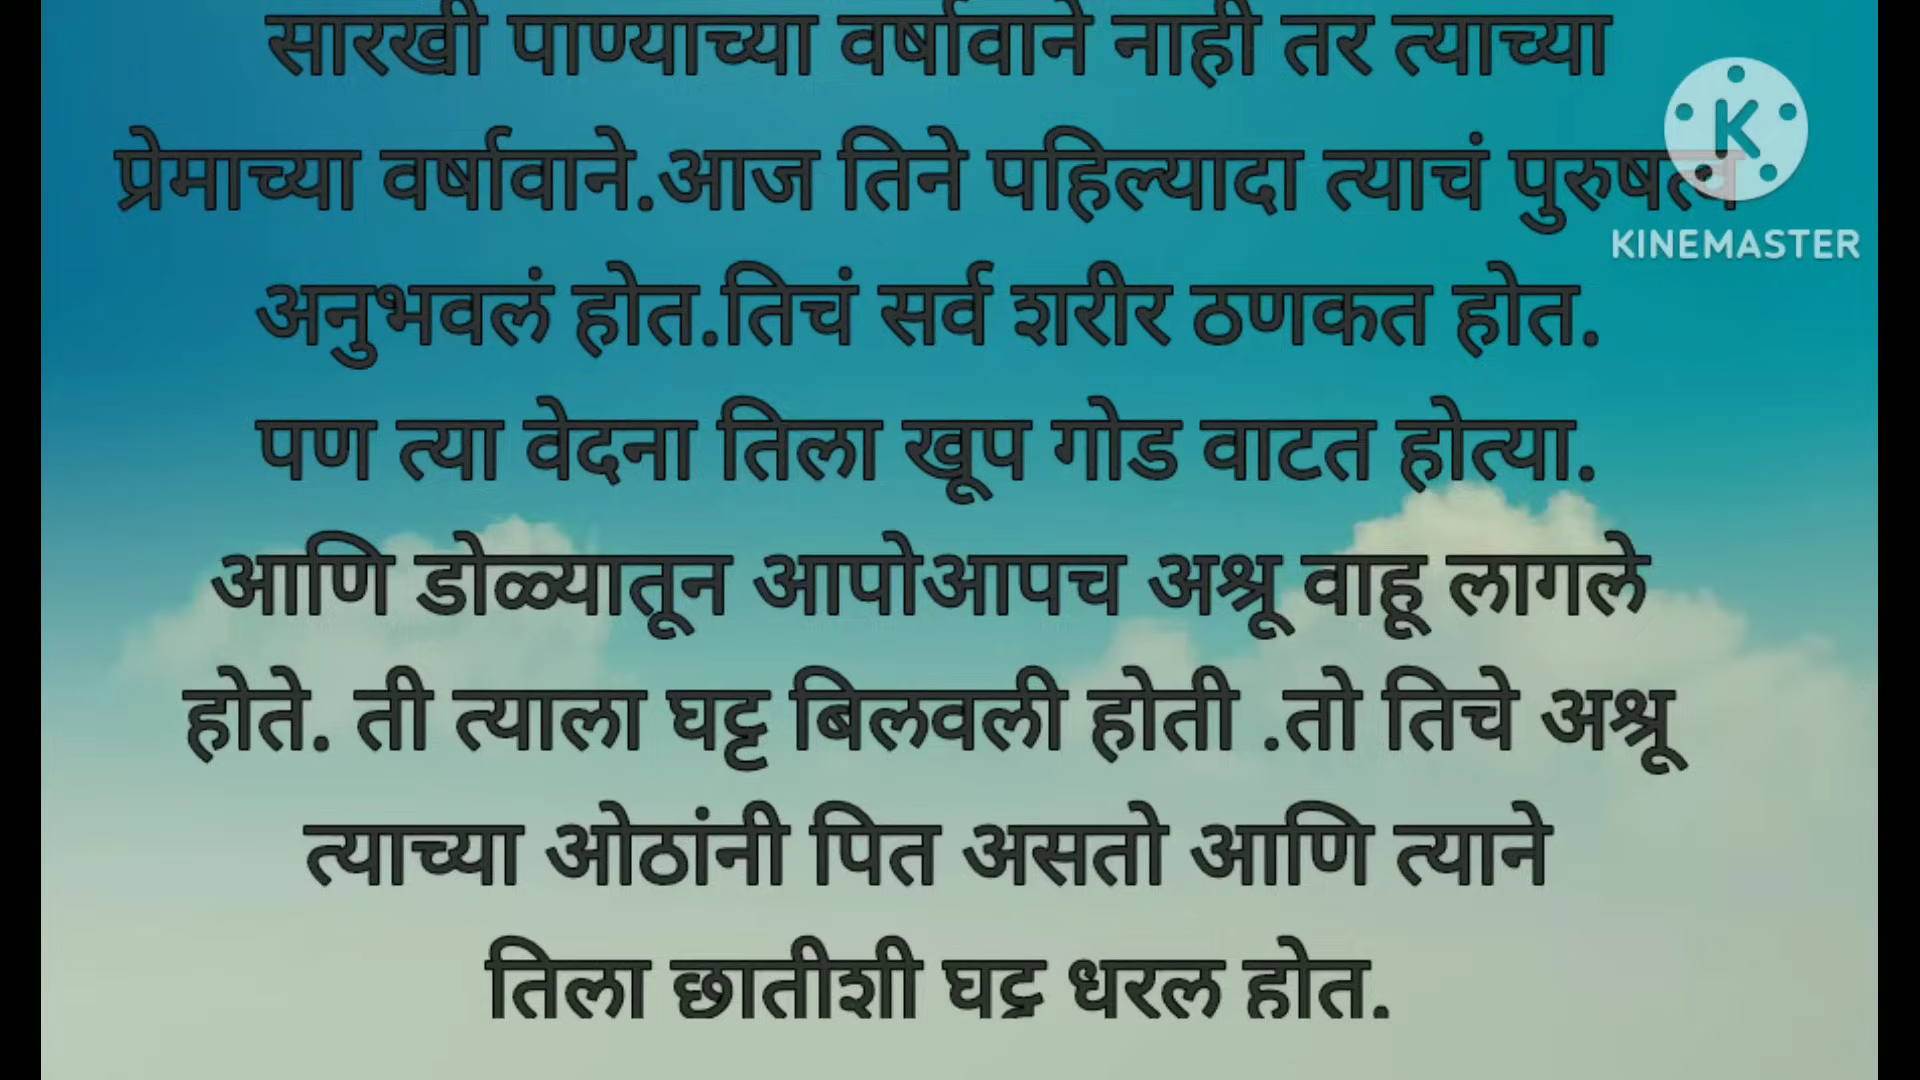 सारखी पाण्याच्या वर्षावाने नाही तर त्याच्या
प्रेमाच्या वर्षावाने.आज तिने पहिल्यादा त्याचं पुरुषत्व
KINEMASTER
अनुभवलं होत.तिचं सर्व शरीर ठणकत होत.
पण त्या वेदना तिला खूप गोड वाटत होत्या.
आणि डोळ्यातून आपोआपच अश्रू वाहू लागले
होते. ती त्याला घट्ट बिलवली होती .तो तिचे अश्रू
त्याच्या ओठांनी पित असतो आणि त्याने
तिला छातीशी घट्ट धरल होत.